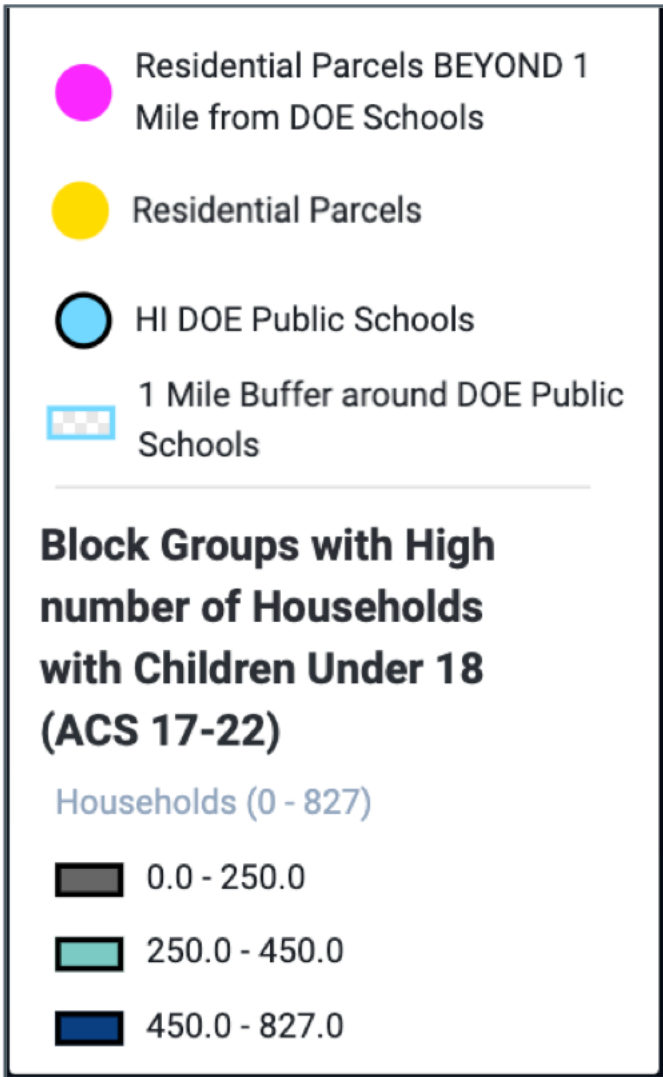 Residential Parcels BEYOND 1
Mile from DOE Schools
Residential Parcels
HI DOE Public Schools
1 Mile Buffer around DOE Public
Schools
Block Groups with High
number of Households
with Children Under 18
(ACS 17-22)
Households (0 - 827)
0.0 - 250.0
250.0 - 450.0
450.0 - 827.0